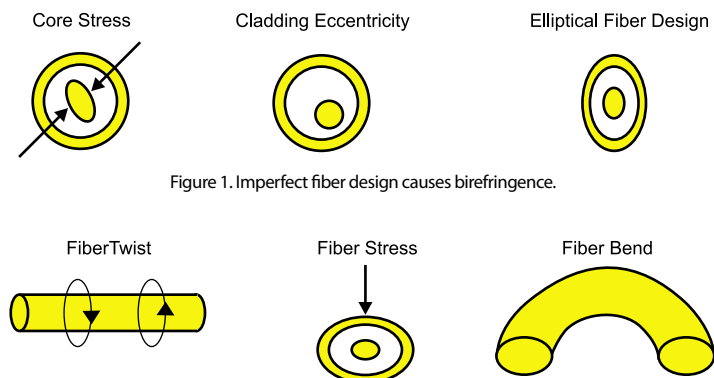 Core Stress
Cladding Eccentricity
Elliptical Fiber Design
Figure 1. Imperfect fiber design causes birefringence.
FiberTwist
Fiber Stress
Fiber Bend